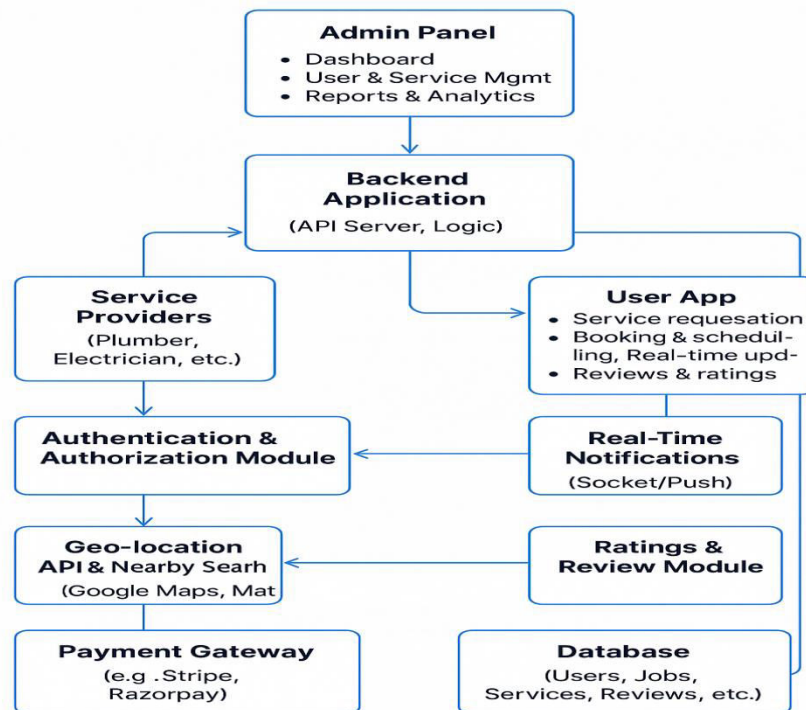 Admin Panel
• Dashboard
• User & Service Mgmt
• Reports & Analytics
Backend
Application
(API Server, Logic)
Service
Providers
(Plumber,
Electrician, etc.)
User App
• Service requesation
• Booking & schedul-
ling, Real-time upd-
• Reviews & ratings
Authentication &
Authorization Module
Real-Time
Notifications
(Socket/Push)
Geo-location
API & Nearby Searh
(Google Maps, Mat
Ratings &
Review Module
Payment Gateway
(e.g .Stripe,
Razorpay)
Database
(Users, Jobs,
Services, Reviews, etc.)